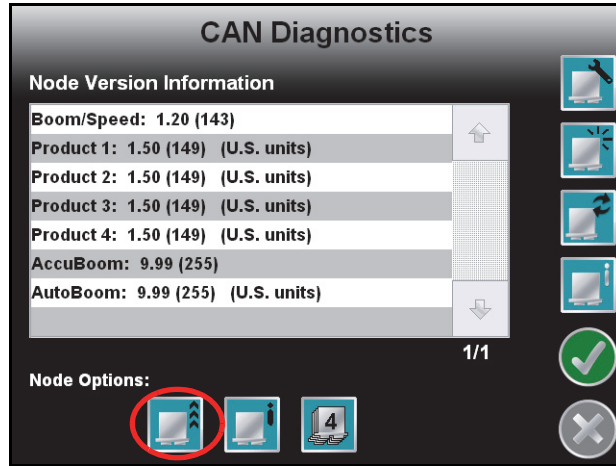 CAN Diagnostics
Node Version Information
Boom/Speed: 1.20 (143)
Product 1: 1.50 (149) (U.S. units)
Product 2: 1.50 (149) (U.S. units)
Product 3: 1.50 (149) (U.S. units)
Product 4: 1.50 (149) (U.S. units)
AccuBoom: 9.99 (255)
AutoBoom: 9.99 (255) (U.S. units)
1/1
Node Options:
4